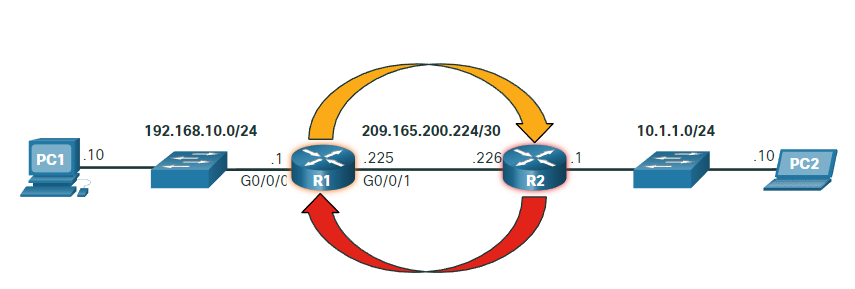 192.168.10.0/24
209.165.200.224/30
10.1.1.0/24
PC1
.10
.1
R1
.225
.226
R2
.1
.10
PC2
G0/0/0
G0/0/1